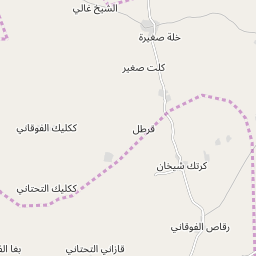 الشيخ غالي
خلة صغيرة
كلت صغير
قرطل
ككليك الفوقاني
كرتك شيخان
ككليك التحتاني
رقاص الفوقاني
قازاني التحتاني